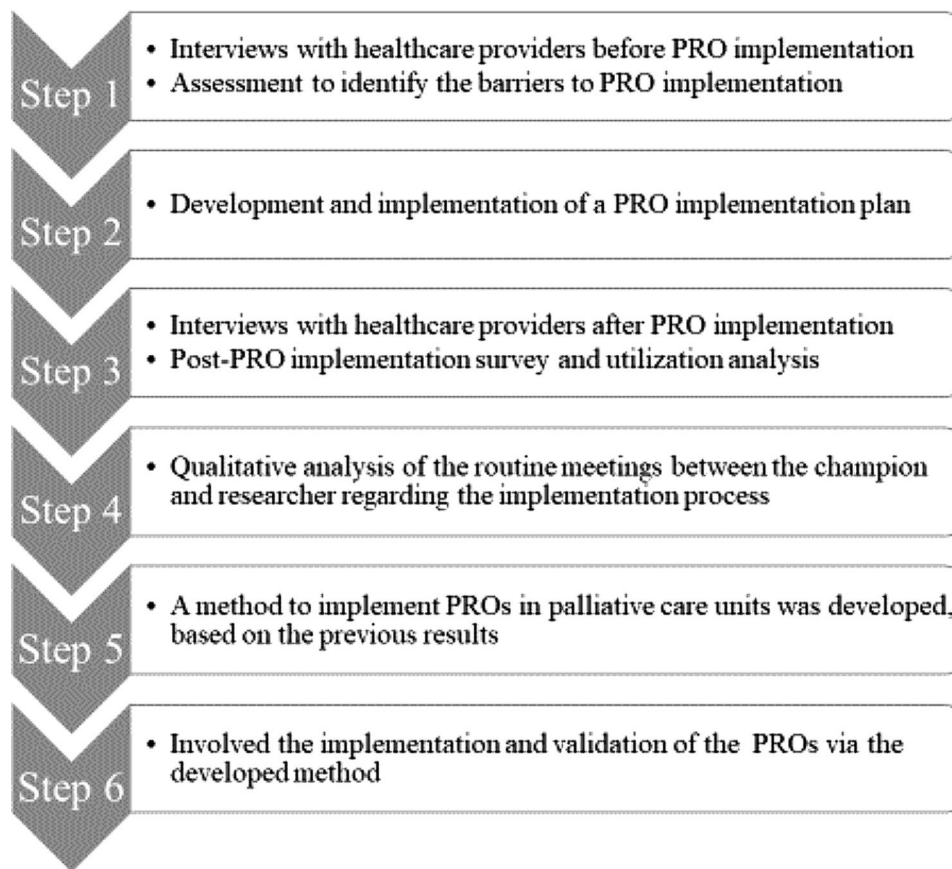 Step 1
• Interviews with healthcare providers before PRO implementation
• Assessment to identify the barriers to PRO implementation
Step 2
• Development and implementation of a PRO implementation plan
Step 3
• Interviews with healthcare providers after PRO implementation
• Post-PRO implementation survey and utilization analysis
Step 4
• Qualitative analysis of the routine meetings between the champion
and researcher regarding the implementation process
Step 5
• A method to implement PROs in palliative care units was developed,
based on the previous results
Step 6
• Involved the implementation and validation of the PROs via the
developed method